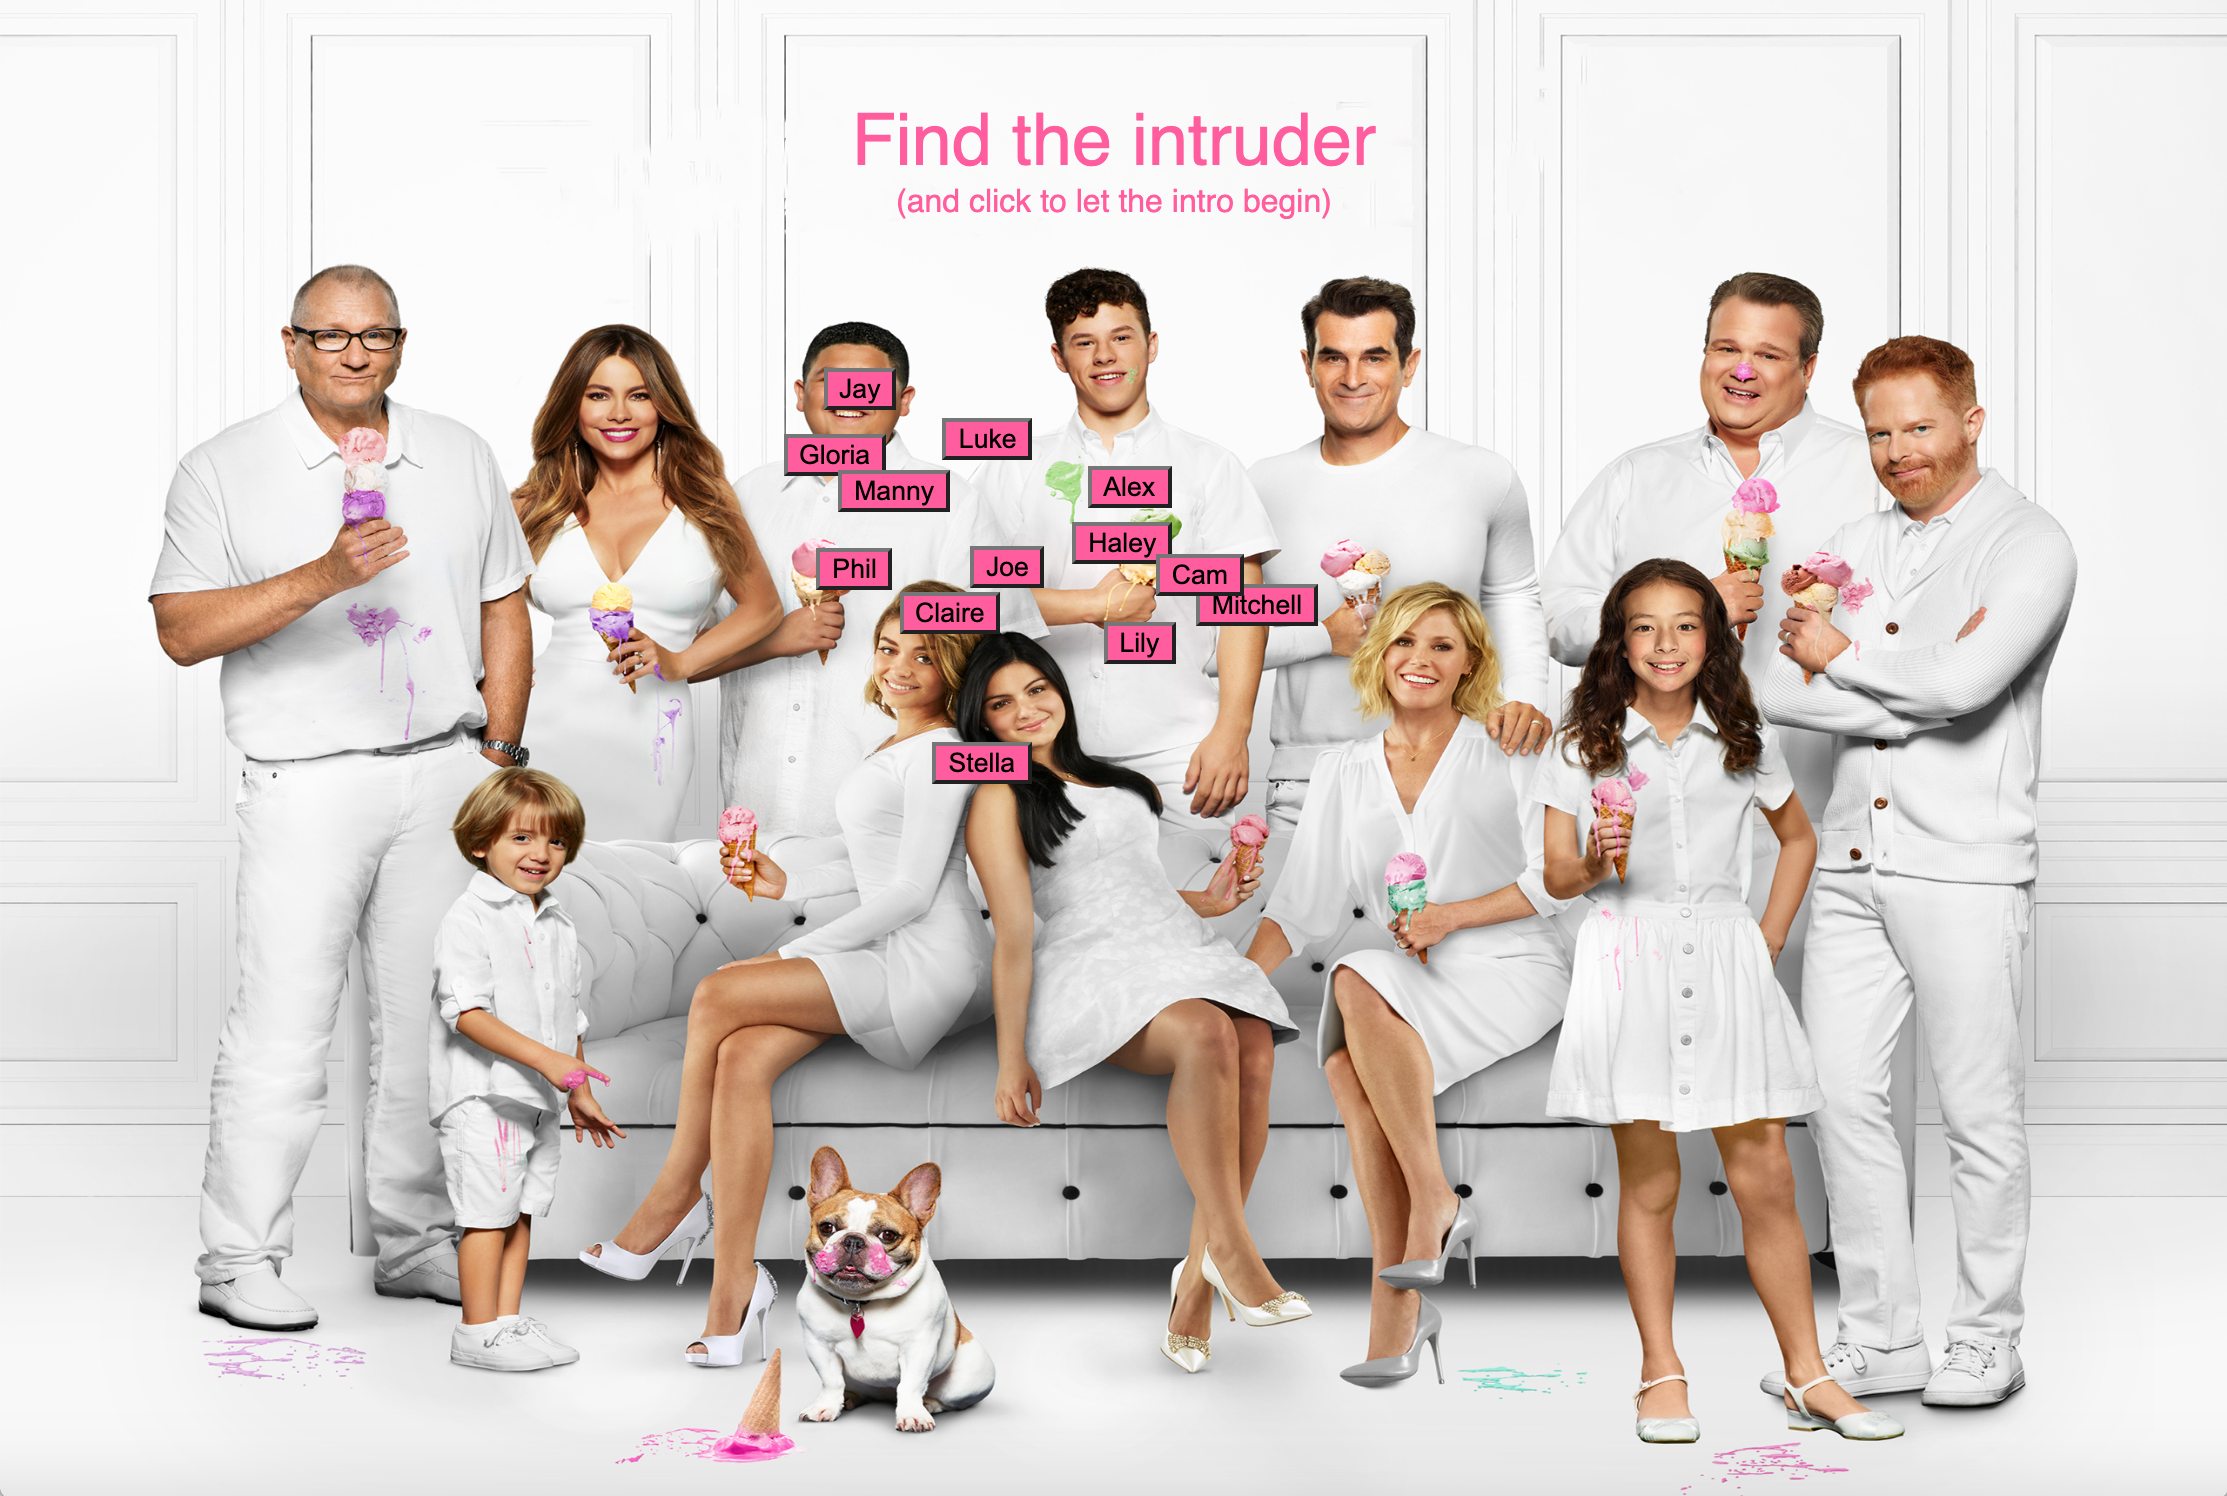 Find the intruder
(and click to let the intro begin)
Jay
Luke
Gloria
Alex
Manny
Haley
Joe
Phil
Cam
Mitchell
Claire
Lily
Stella